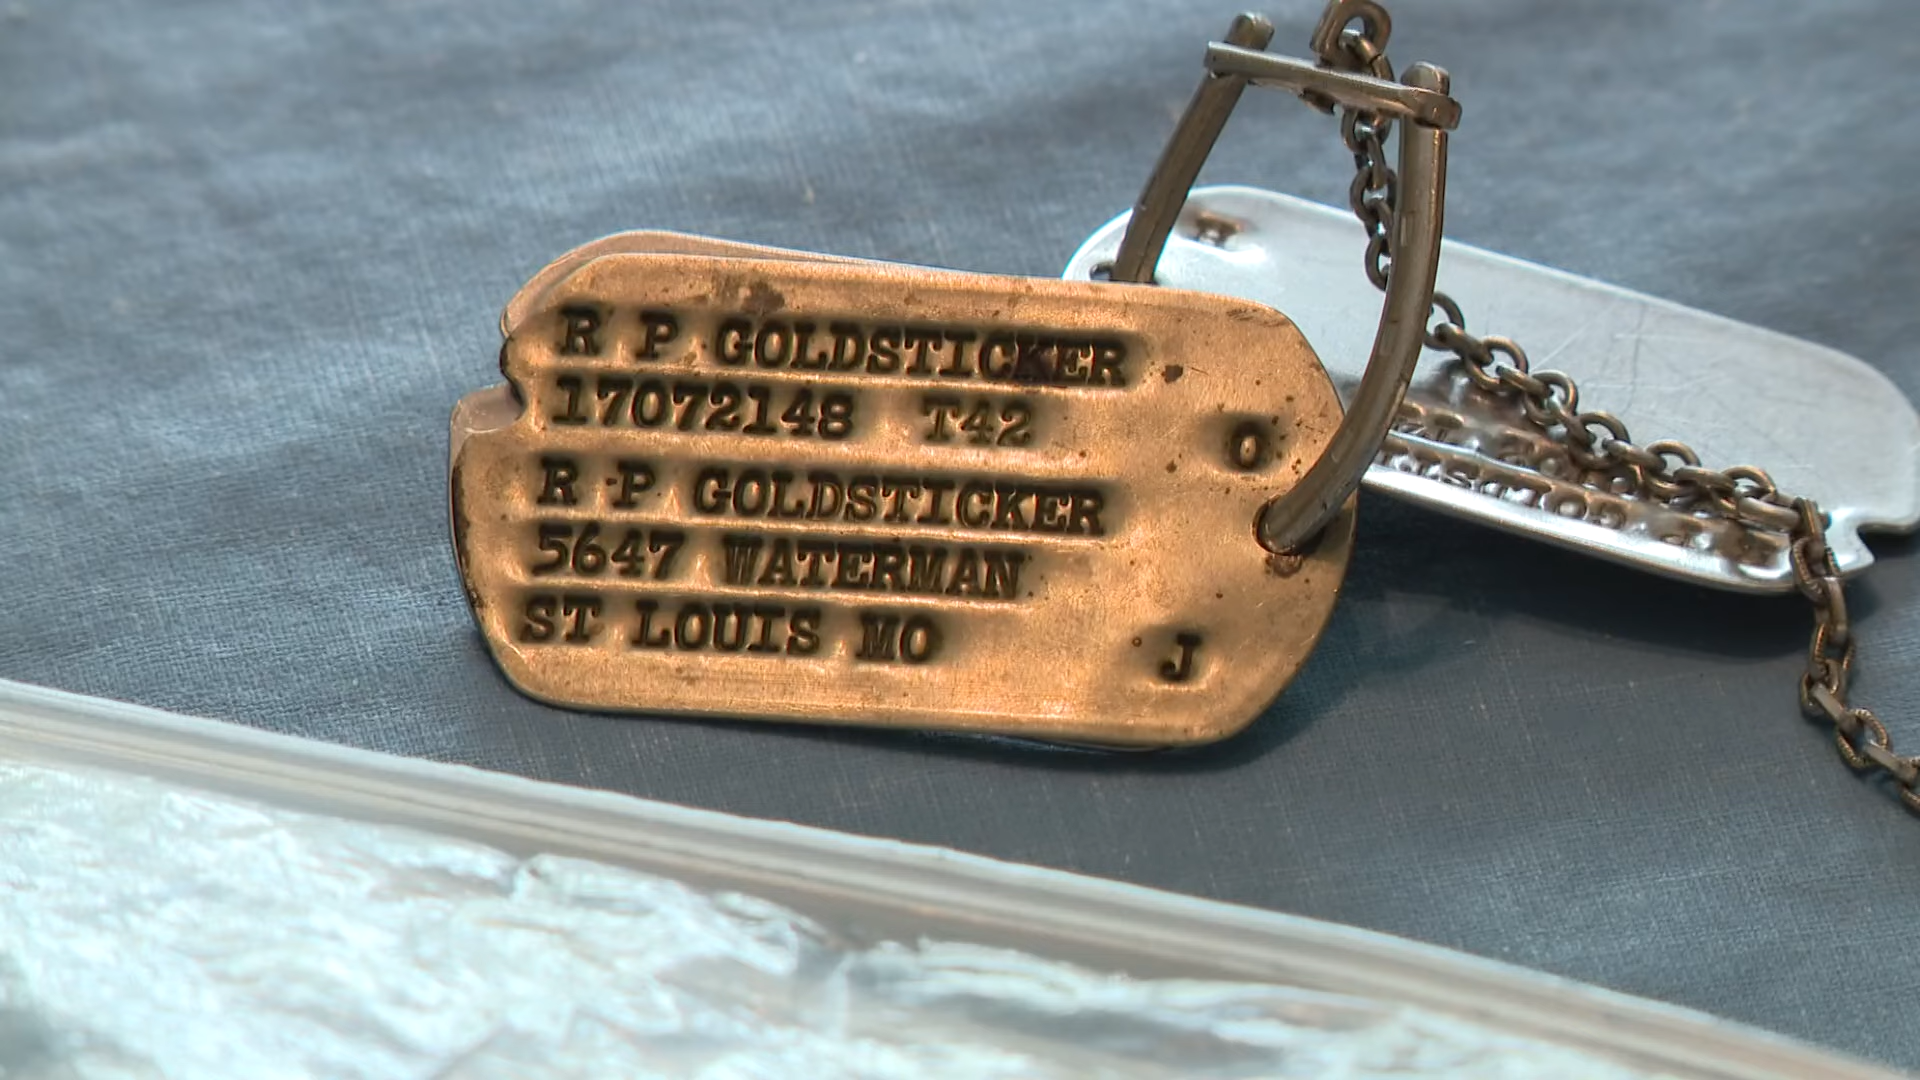 R P GOLDSTICKER
17072148 T42 O
R P GOLDSTICKER
5647 WATERMAN
ST LOUIS MO J